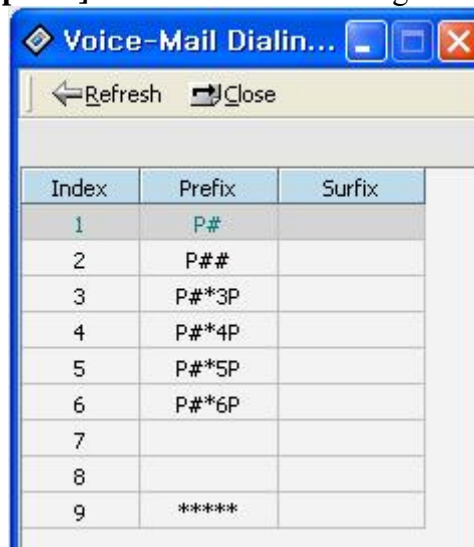 Voice-Mail Dialin...
Refresh Close
Index Prefix Surfix
1 P#
2 P##
3 P#*3P
4 P#*4P
5 P#*5P
6 P#*6P
7
8
9 *****